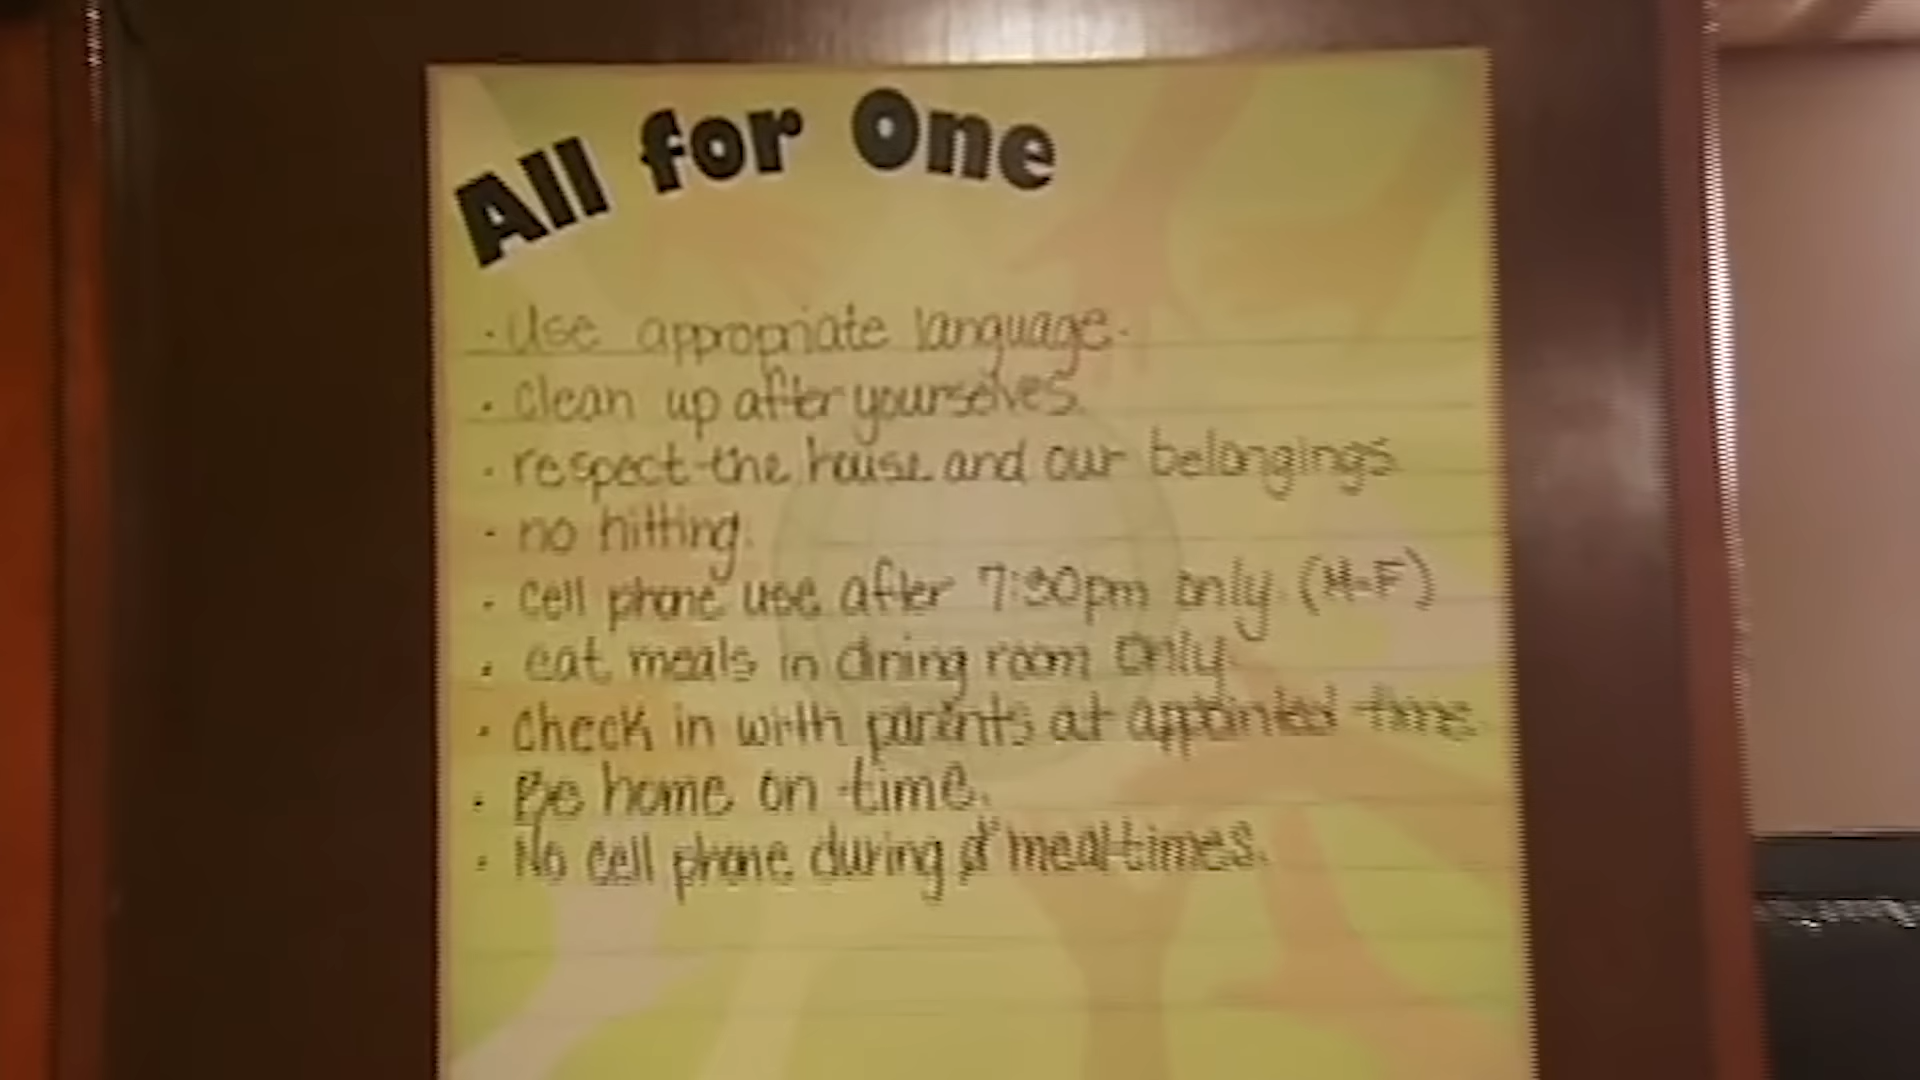 All for One
· Use appropriate language.
· clean up after yourselves.
· respect the house and our belongings
· no hitting.
· cell phone use after 7:30pm only. (M-F)
· eat meals in dining room only
· check in with parents at appointed time.
· Be home on time.
· No cell phone during mealtimes.